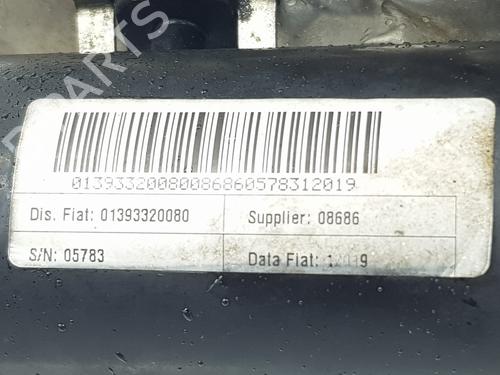 01393320080086860578312019
Dis. Fiat: 01393320080
Supplier: 08686
S/N: 05783
Data Fiat: 12019